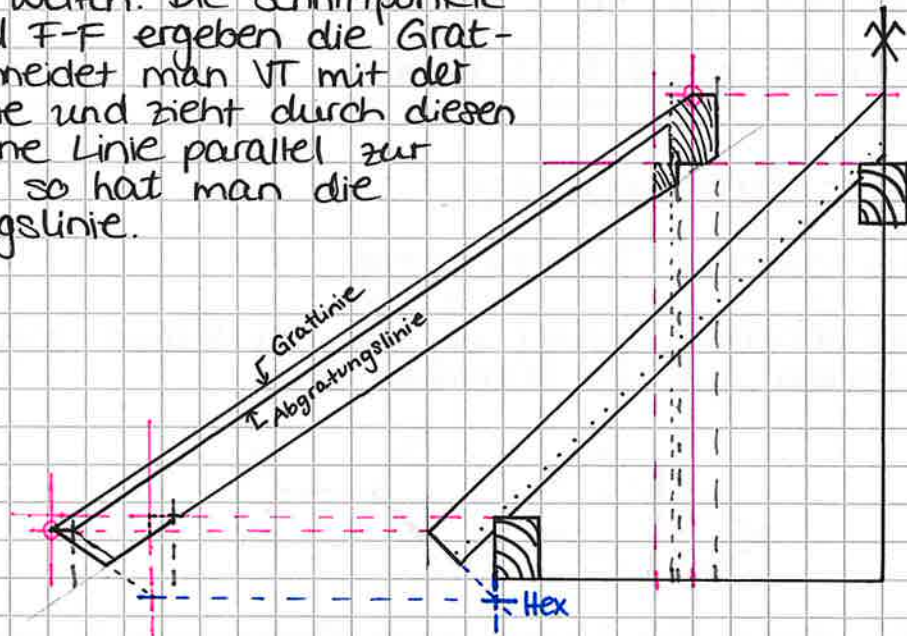 F-F ergeben die Grat-
meidet man VT mit der
e und zieht durch diesen
ne Linie parallel zur
so hat man die
gslinie.
Gratlinie
Abgratungslinie
Hex